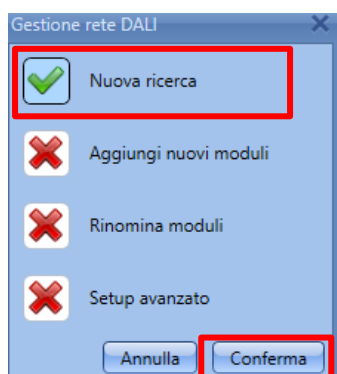 Gestione rete DALI
Nuova ricerca
Aggiungi nuovi moduli
Rinomina moduli
Setup avanzato
Annulla Conferma